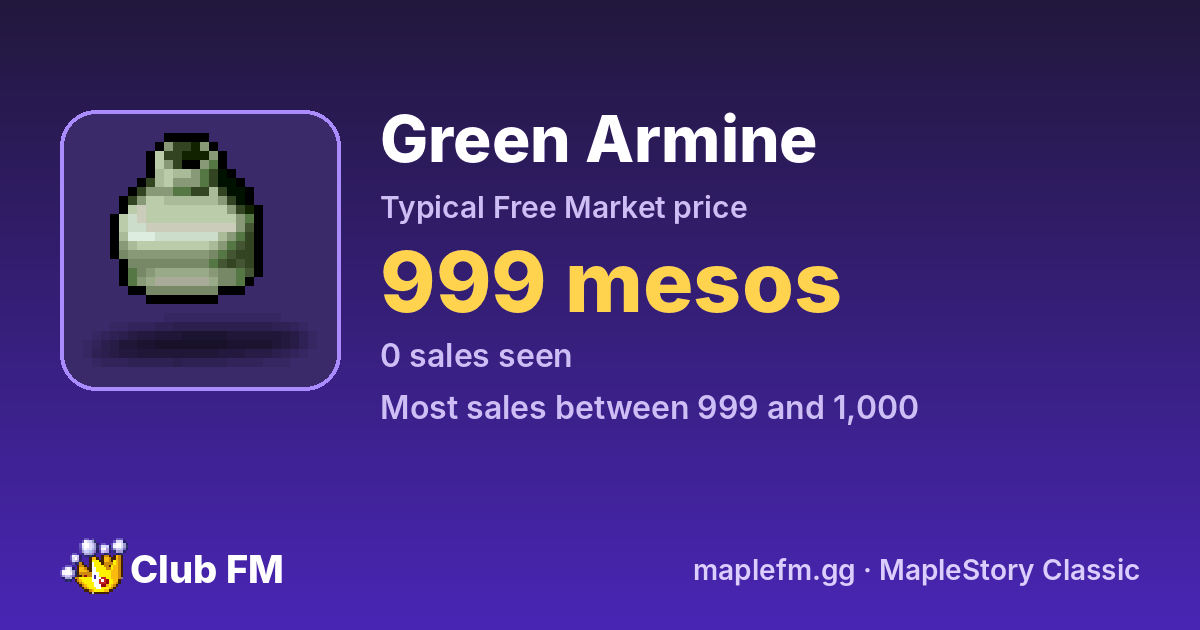 Green Armine
Typical Free Market price
999 mesos
0 sales seen
Most sales between 999 and 1,000
Club FM
maplefm.gg · MapleStory Classic